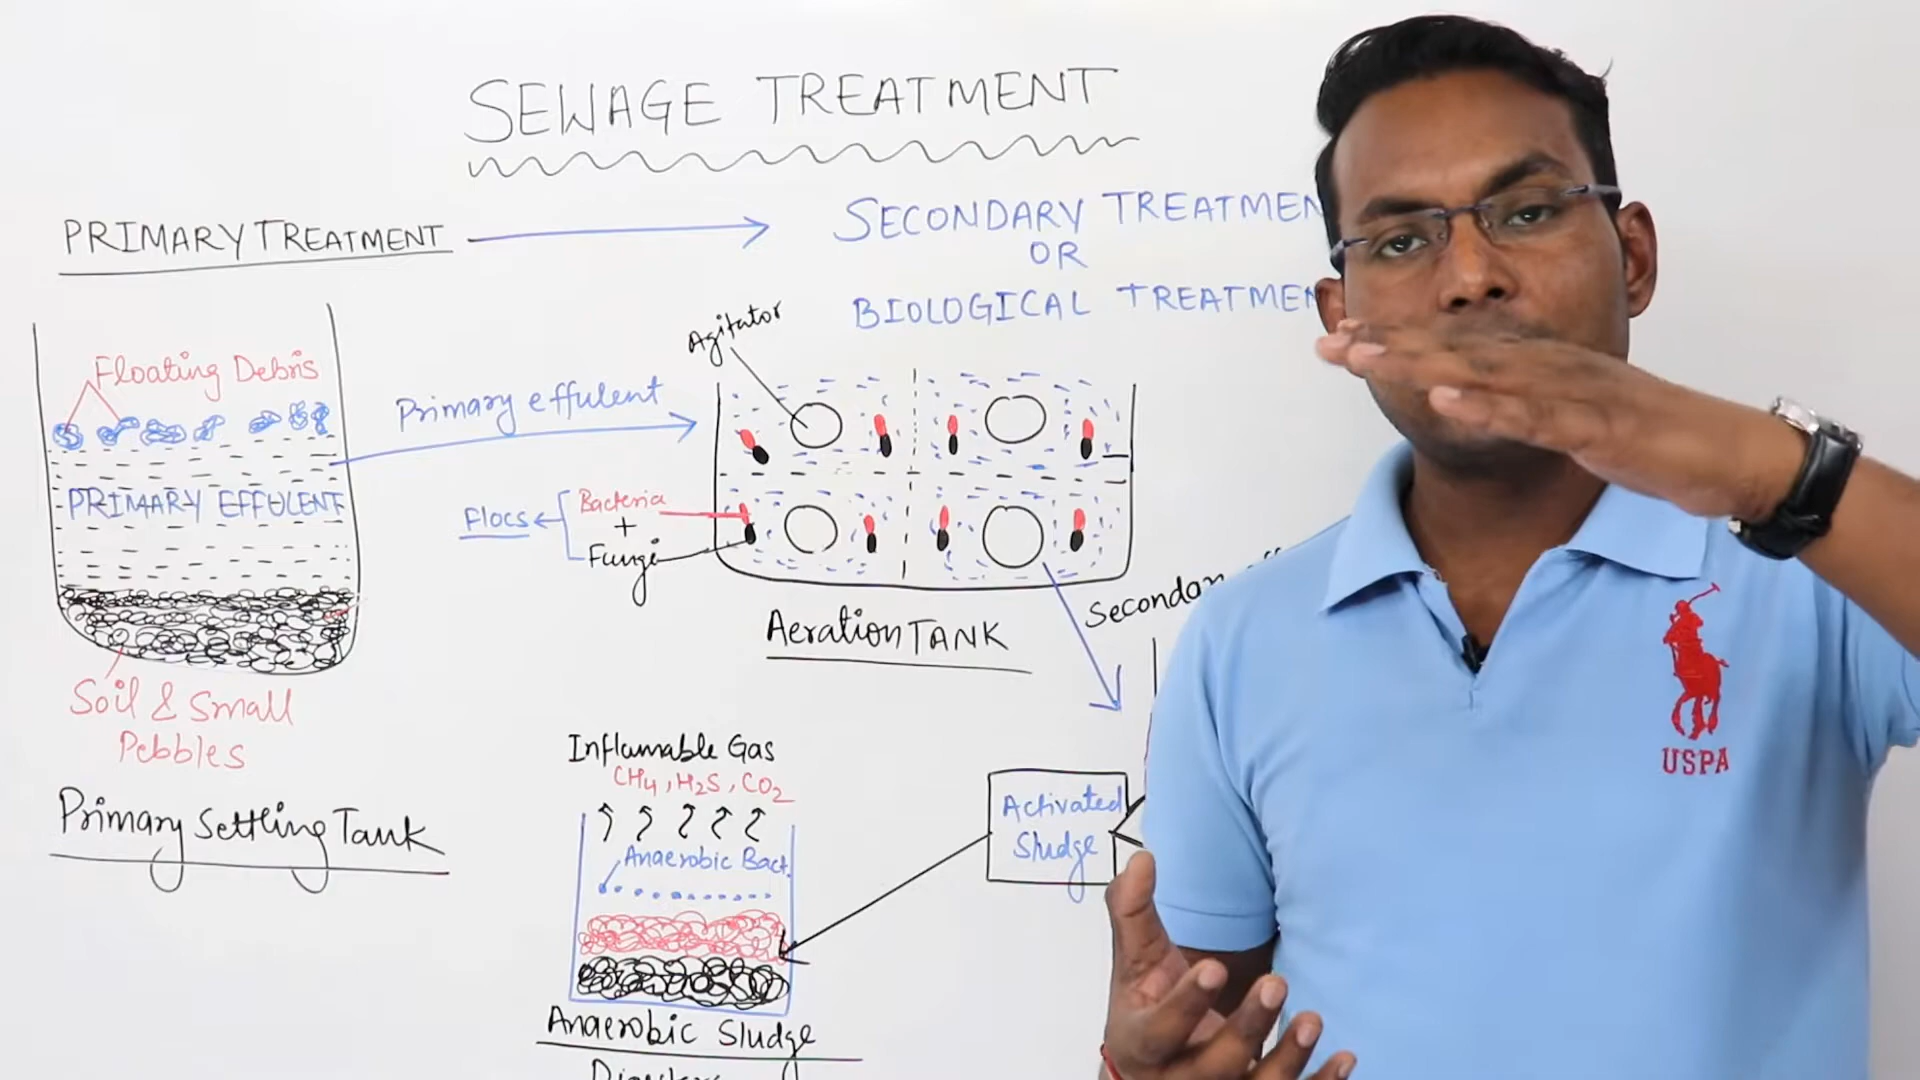 SEWAGE TREATMENT
PRIMARY TREATMENT
SECONDARY TREATMEN
OR
BIOLOGICAL TREATMEN
Agitator
Floating Debris
Primary effulent
PRIMARY EFFULENT
Flocs
Bacteria
+
Fungi
Aeration TANK
Secondar
Soil & Small
Pebbles
Primary Settling Tank
Inflamable Gas
CH4, H2S, CO2
Anaerobic Bact.
Activated
Sludge
Anaerobic Sludge
USPA